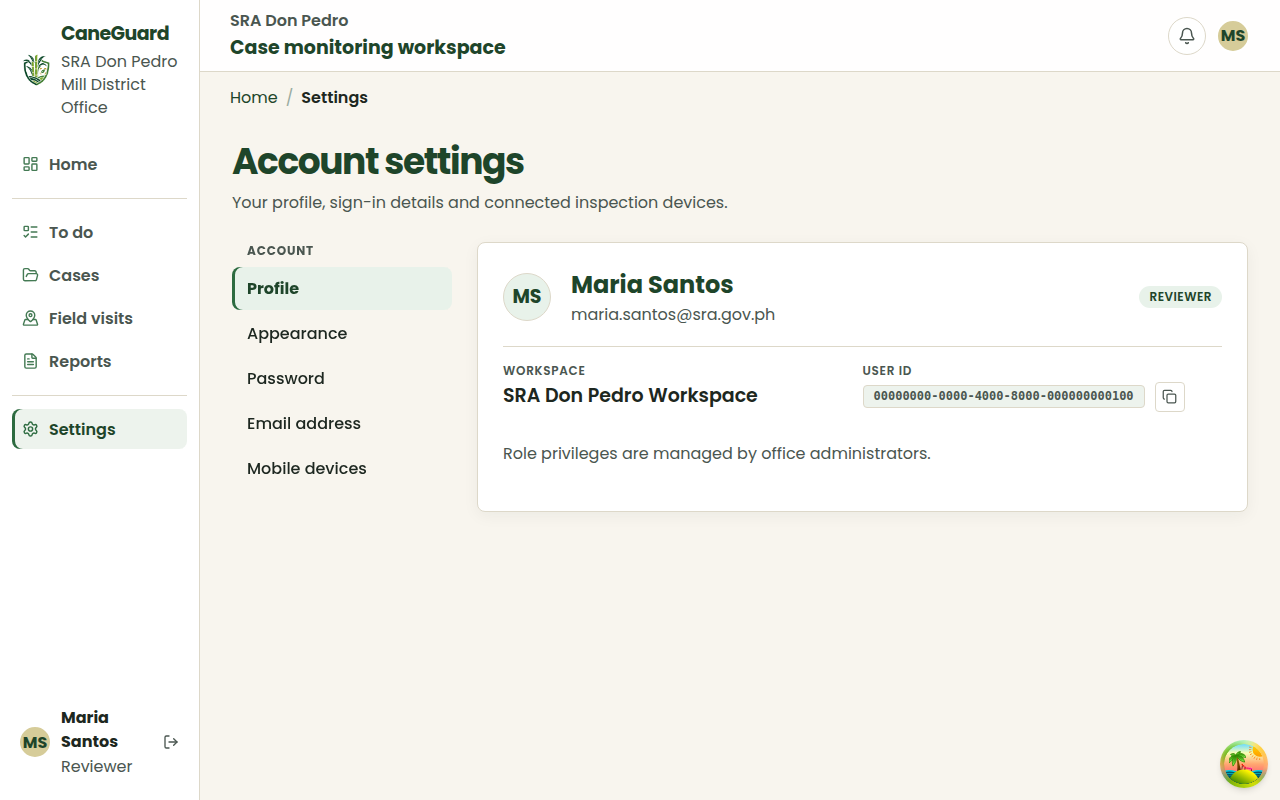 CaneGuard
SRA Don Pedro
Mill District
Office
Home
To do
Cases
Field visits
Reports
Settings
MS
Maria
Santos
Reviewer
SRA Don Pedro
Case monitoring workspace
MS
Home / Settings
Account settings
Your profile, sign-in details and connected inspection devices.
ACCOUNT
Profile
Appearance
Password
Email address
Mobile devices
MS
Maria Santos
maria.santos@sra.gov.ph
REVIEWER
WORKSPACE
SRA Don Pedro Workspace
USER ID
00000000-0000-4000-8000-000000000100
Role privileges are managed by office administrators.